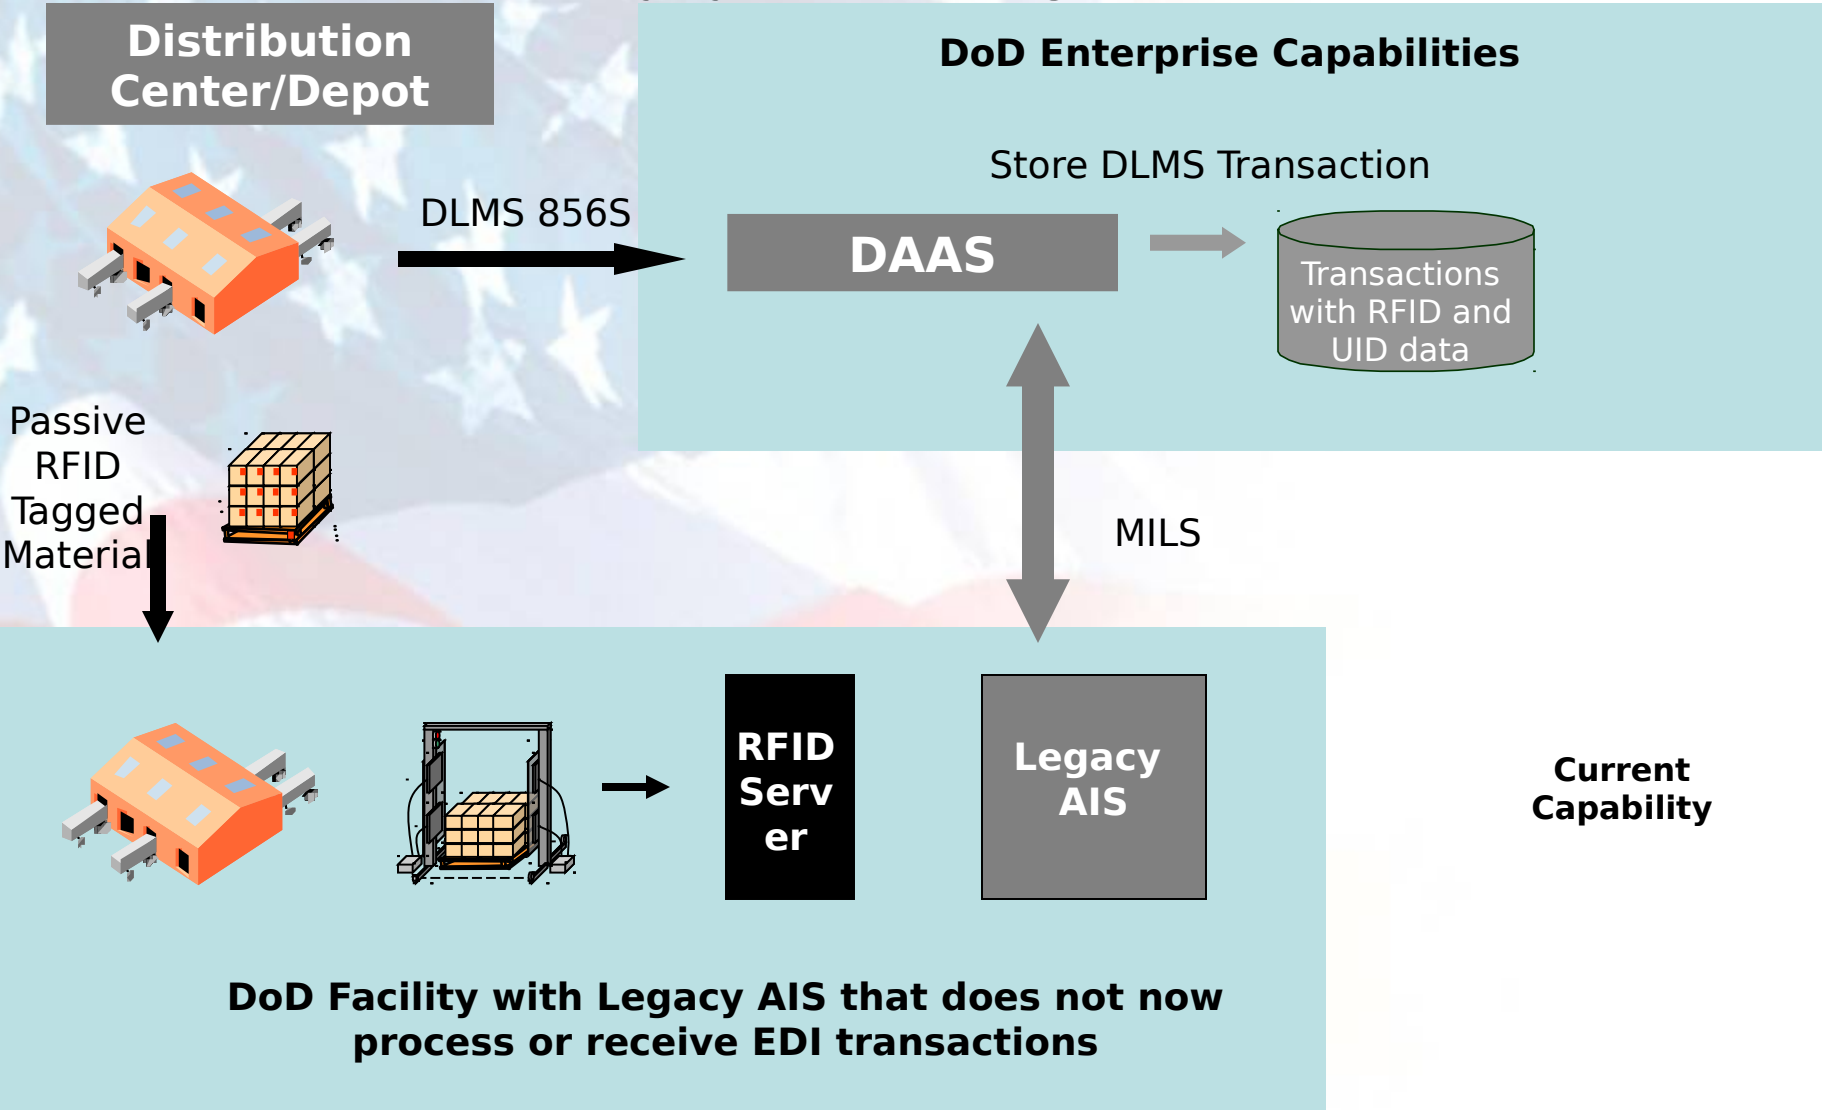 Distribution
Center/Depot
DoD Enterprise Capabilities
Store DLMS Transaction
DLMS 856S
DAAS
Transactions
with RFID and
UID data
Passive
RFID
Tagged
Material
MILS
RFID
Serv
er
Legacy
AIS
Current
Capability
DoD Facility with Legacy AIS that does not now
process or receive EDI transactions